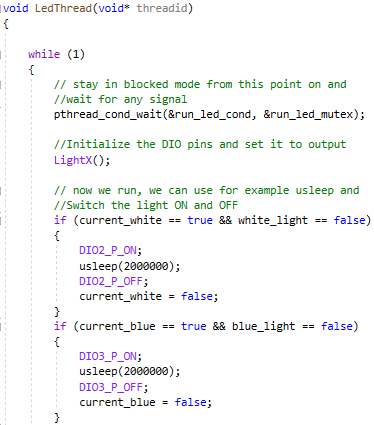 void LedThread(void* threadid)
{
while (1)
{
// stay in blocked mode from this point on and
//wait for any signal
pthread_cond_wait(&run_led_cond, &run_led_mutex);
//Initialize the DIO pins and set it to output
LightX();
// now we run, we can use for example usleep and
//Switch the light ON and OFF
if (current_white == true && white_light == false)
{
DIO2_P_ON;
usleep(2000000);
DIO2_P_OFF;
current_white = false;
}
if (current_blue == true && blue_light == false)
{
DIO3_P_ON;
usleep(2000000);
DIO3_P_OFF;
current_blue = false;
}